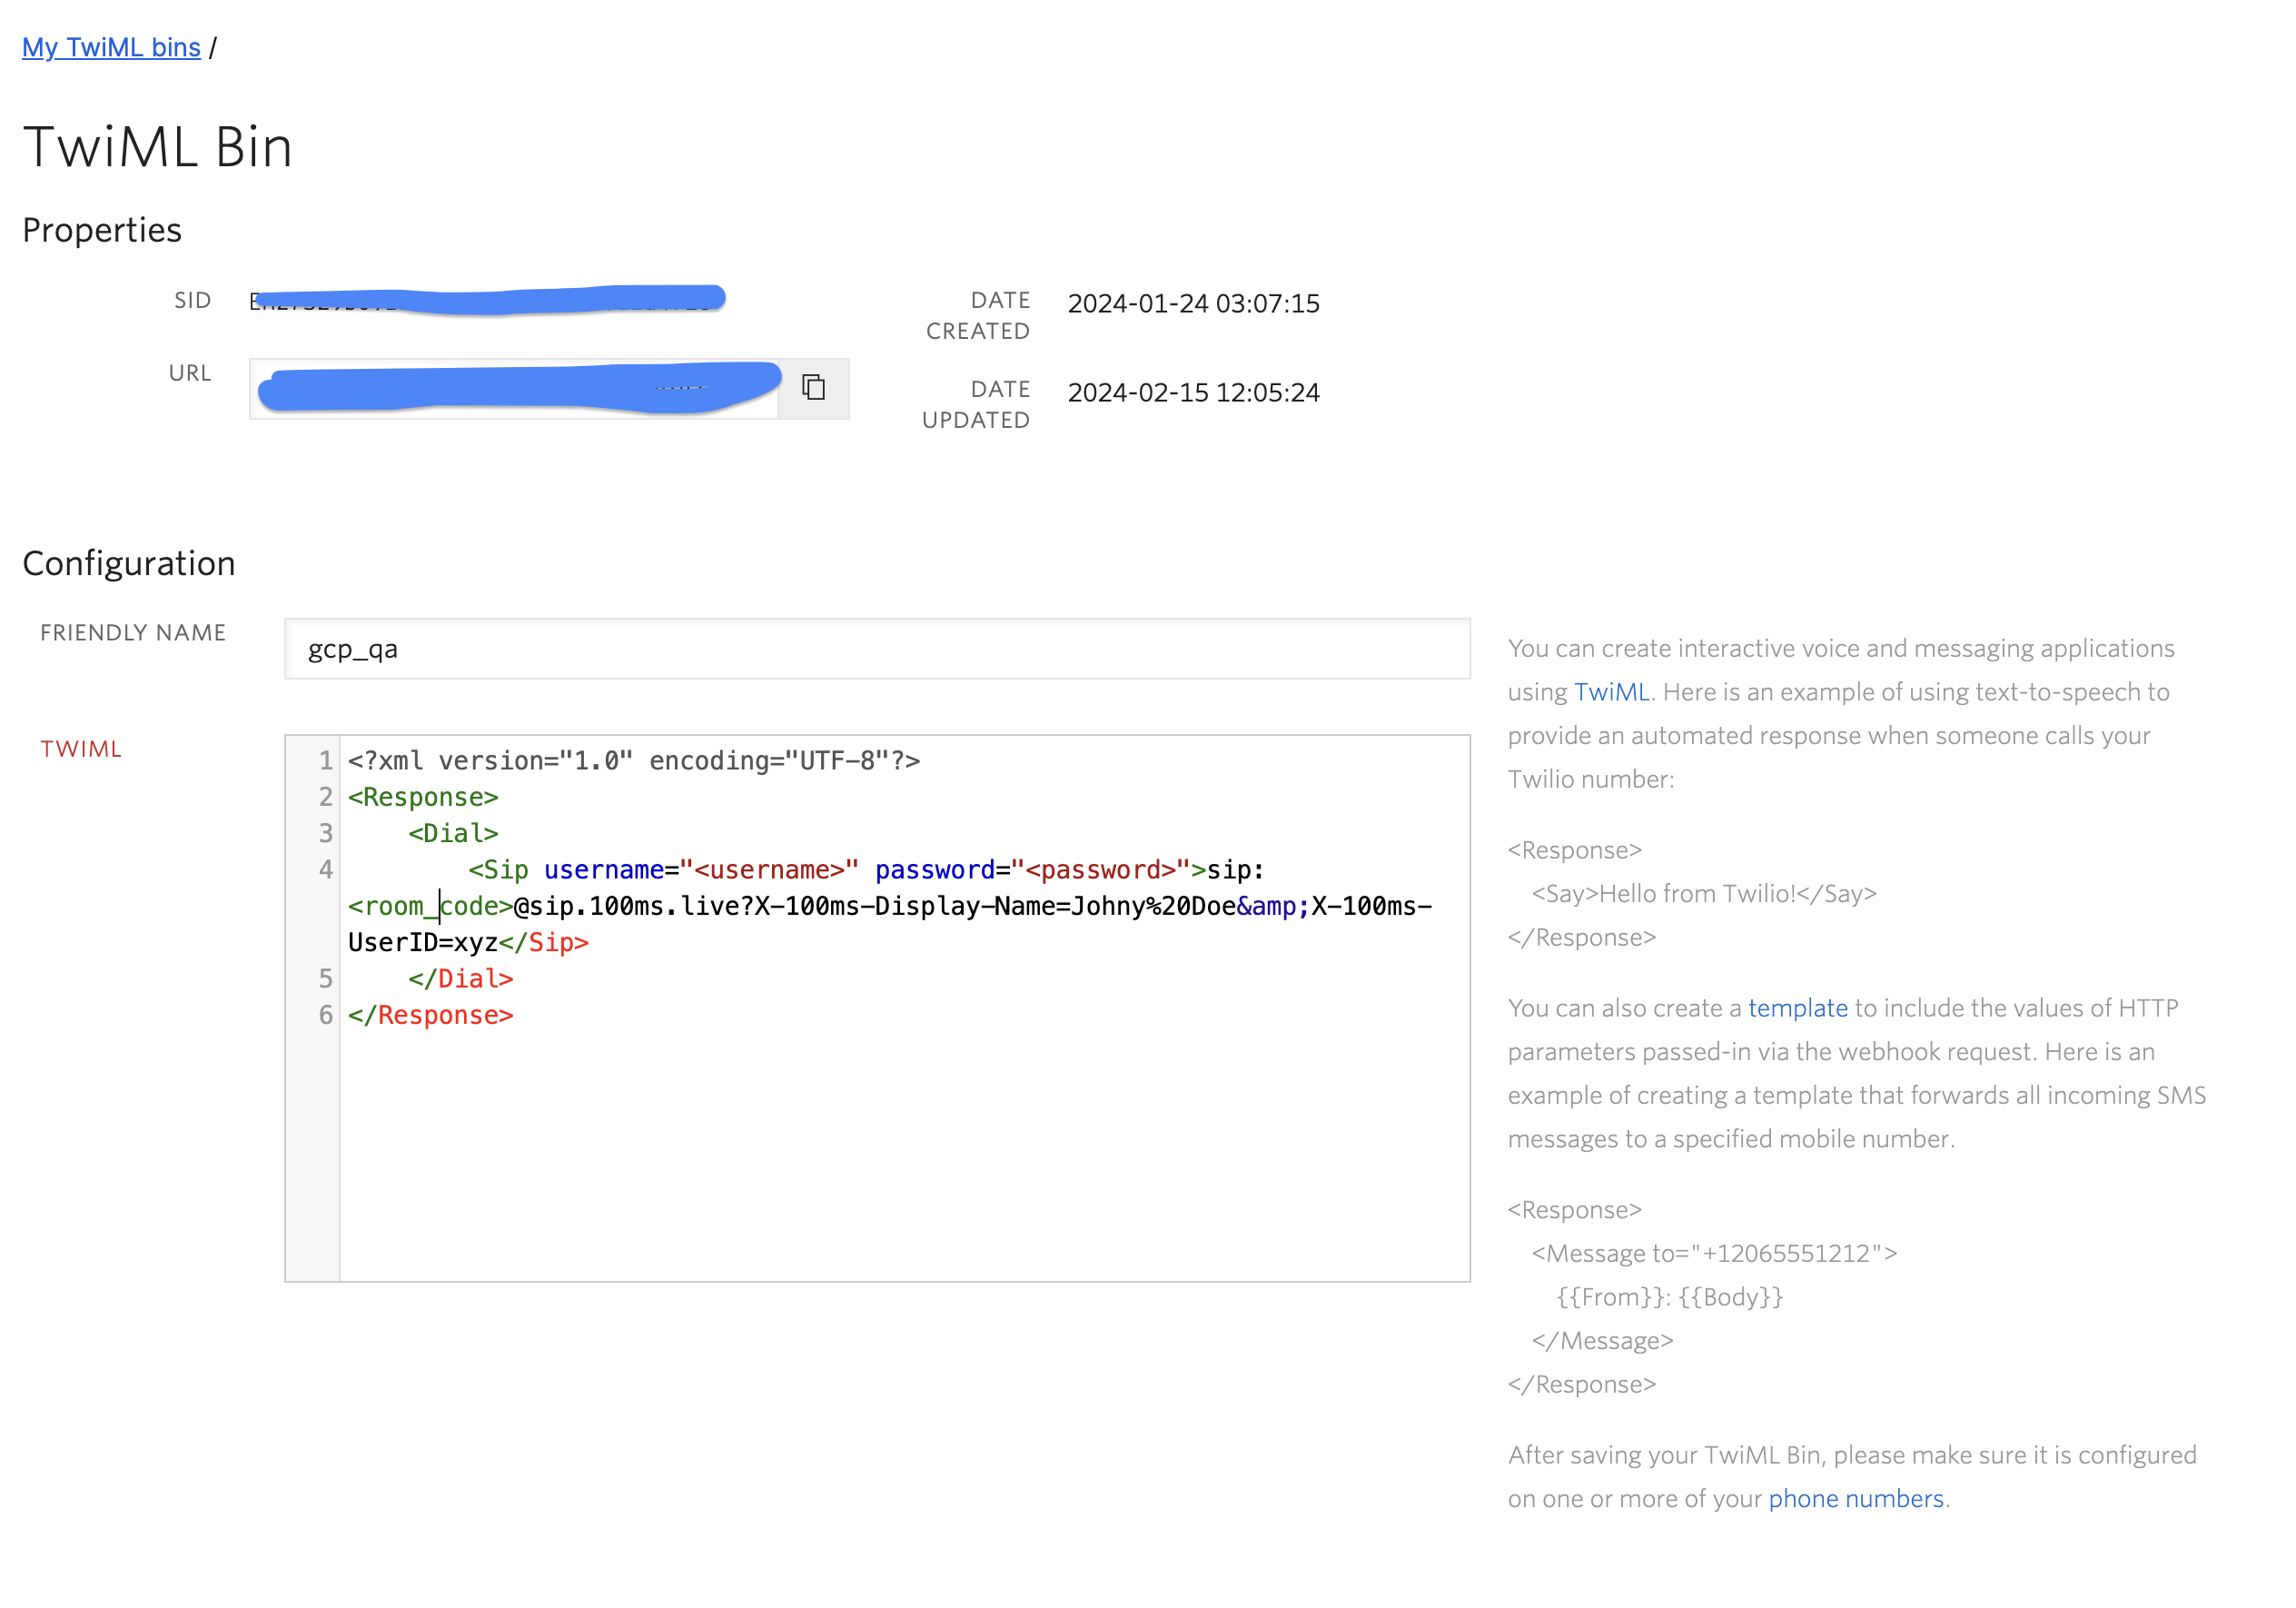 My TwiML bins /
TwiML Bin
Properties
SID
DATE
CREATED
2024-01-24 03:07:15
URL
DATE
UPDATED
2024-02-15 12:05:24
Configuration
FRIENDLY NAME
gcp_qa
TWIML
1 <?xml version="1.0" encoding="UTF-8"?>
2 <Response>
3     <Dial>
4         <Sip username="<username>" password="<password>">sip:
<room_code>@sip.100ms.live?X-100ms-Display-Name=Johny%20Doe&amp;X-100ms-
UserID=xyz</Sip>
5     </Dial>
6 </Response>
You can create interactive voice and messaging applications
using TwiML. Here is an example of using text-to-speech to
provide an automated response when someone calls your
Twilio number:
<Response>
<Say>Hello from Twilio!</Say>
</Response>
You can also create a template to include the values of HTTP
parameters passed-in via the webhook request. Here is an
example of creating a template that forwards all incoming SMS
messages to a specified mobile number.
<Response>
<Message to="+12065551212">
{{From}}: {{Body}}
</Message>
</Response>
After saving your TwiML Bin, please make sure it is configured
on one or more of your phone numbers.